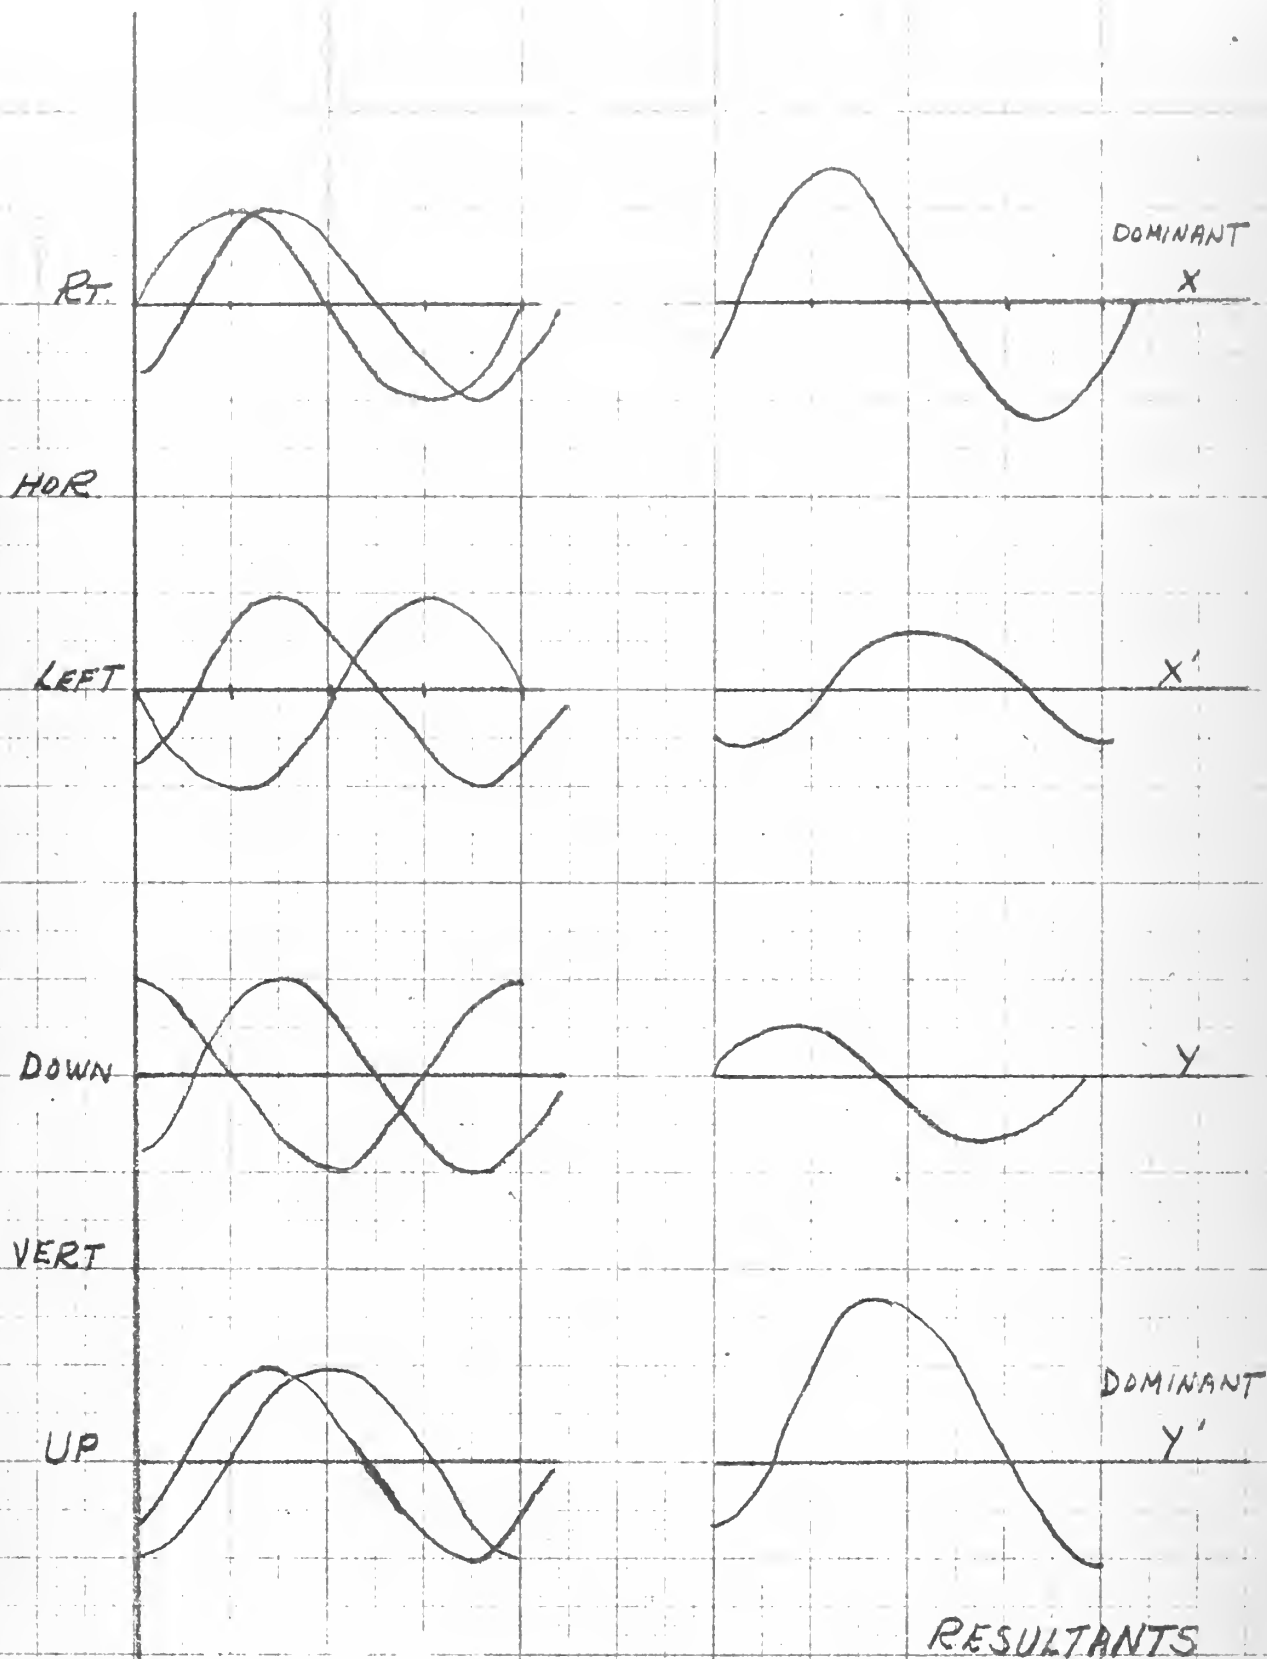 DOMINANT
RT.
X
HOR.
LEFT
X'
DOWN
Y
VERT
DOMINANT
UP
Y'
RESULTANTS